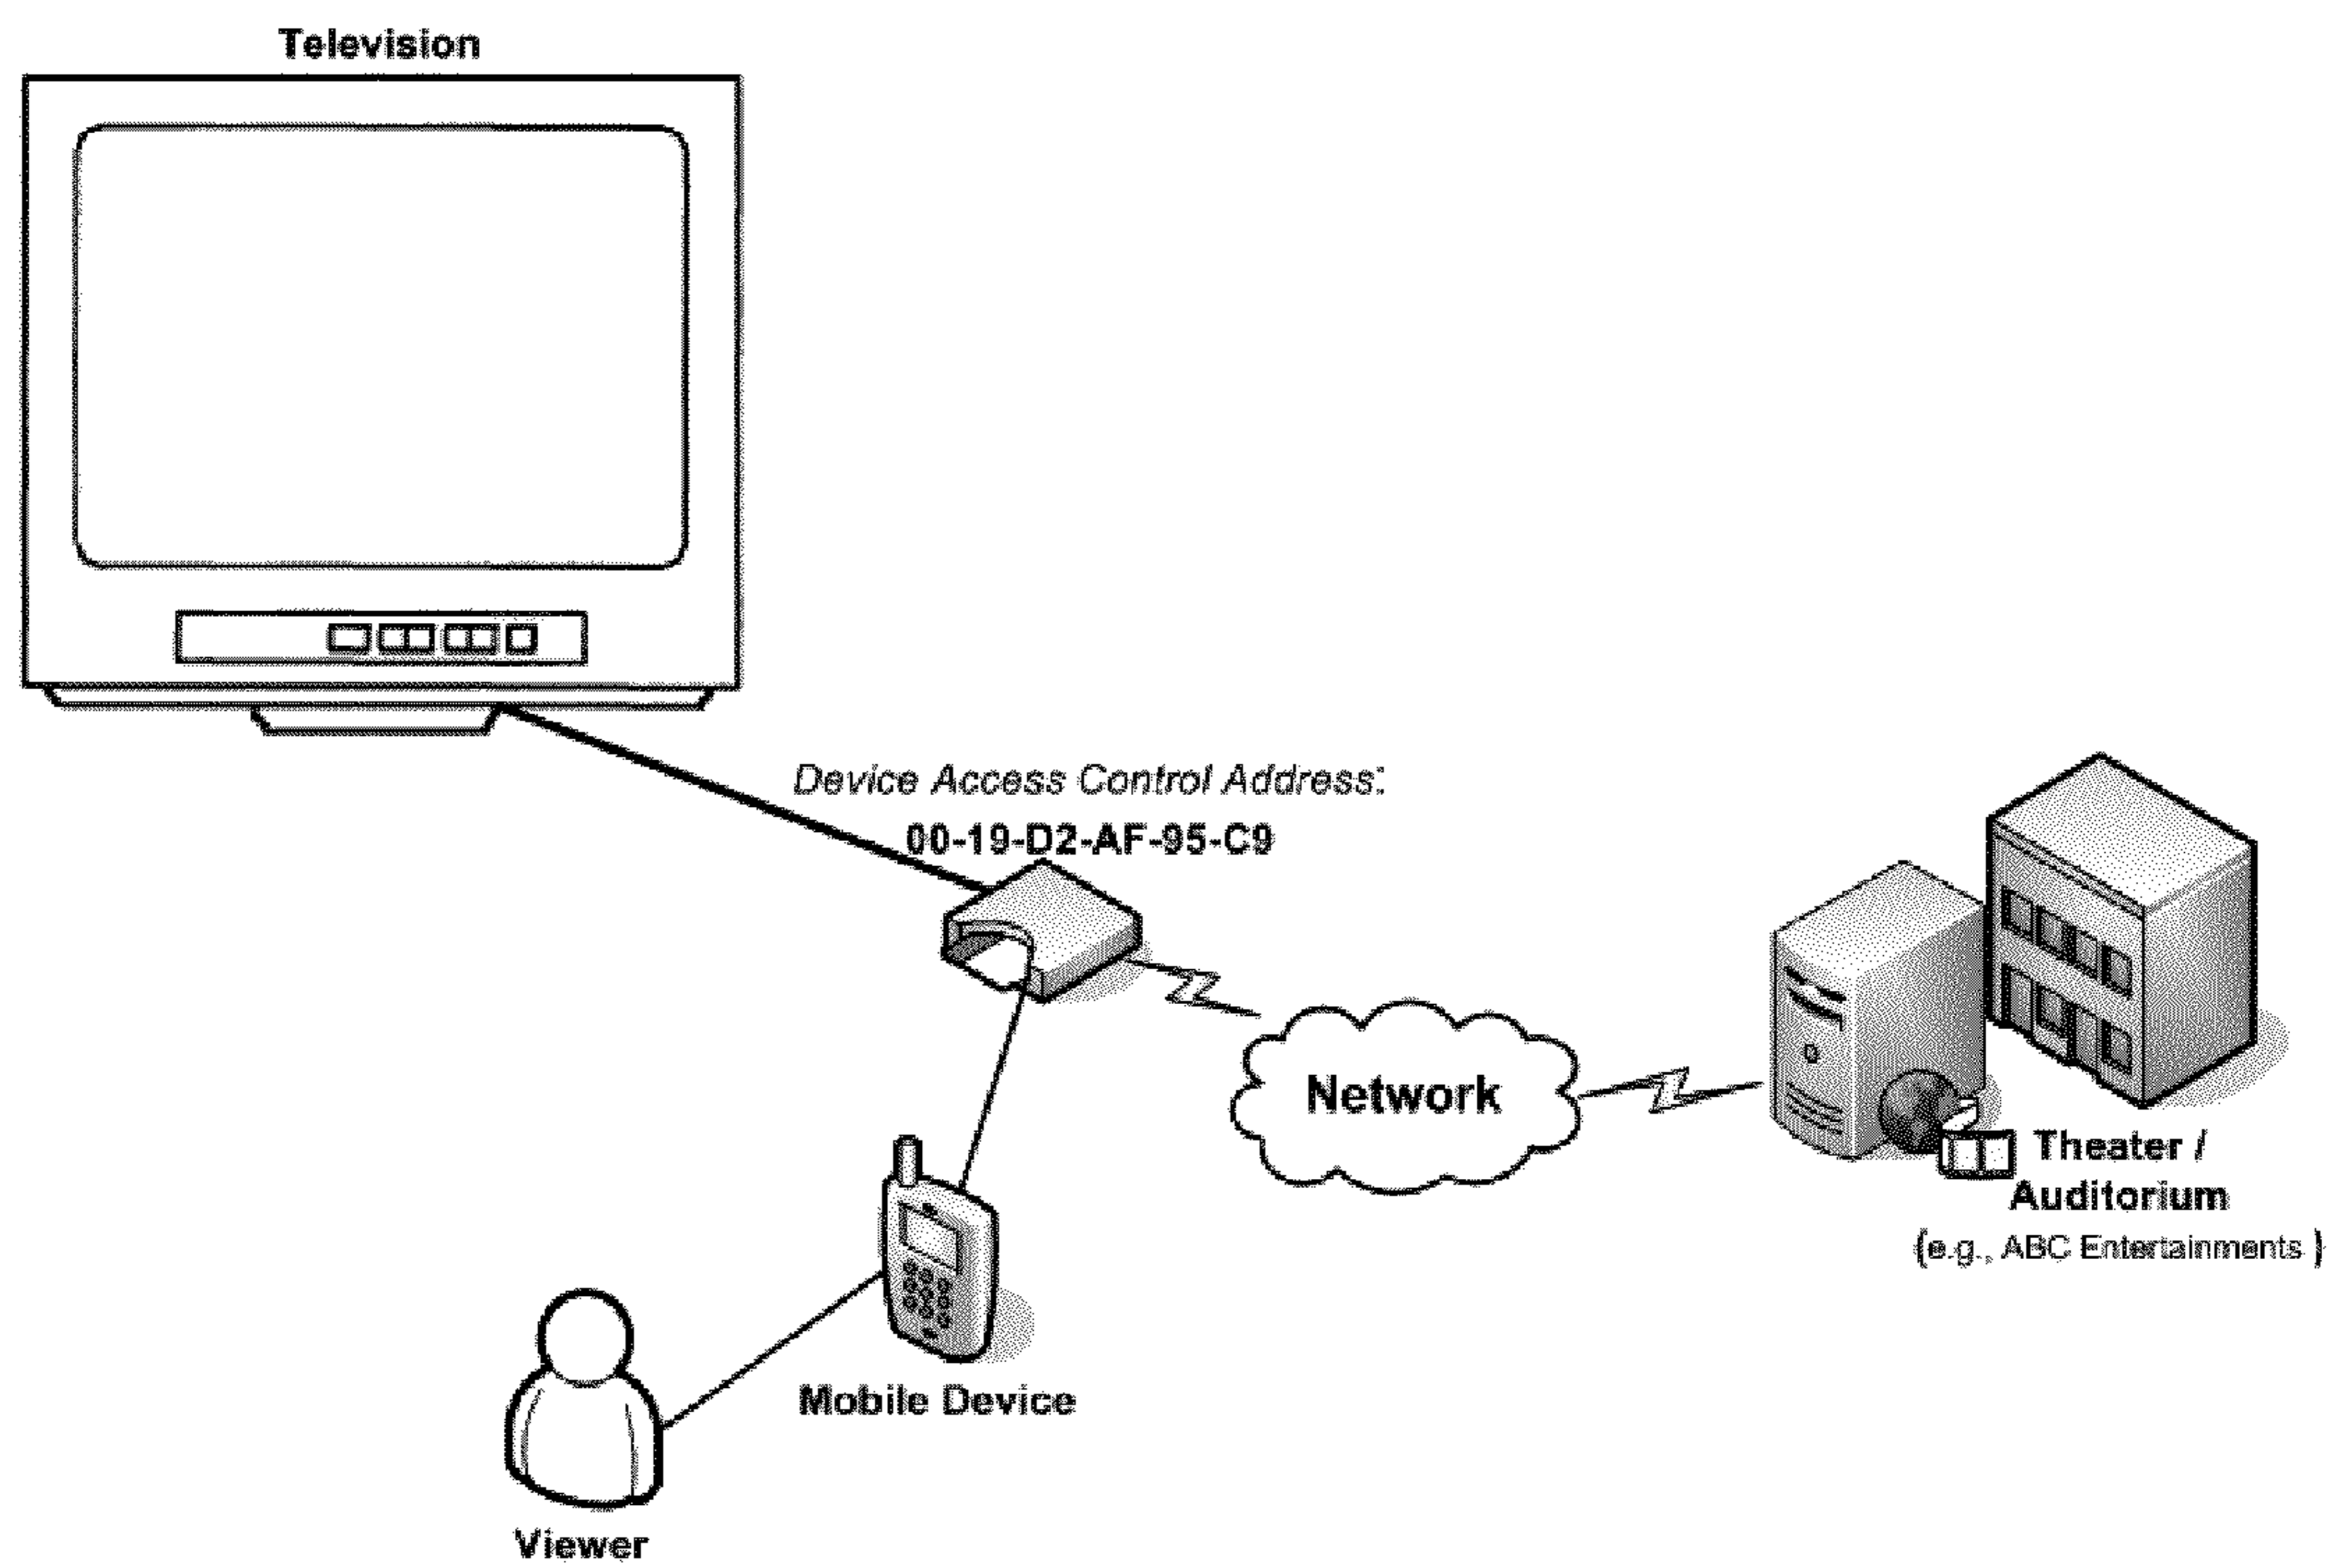 Television
Device Access Control Address:
00-19-D2-AF-95-C9
Network
Theater /
Auditorium
(e.g., ABC Entertainments )
Mobile Device
Viewer